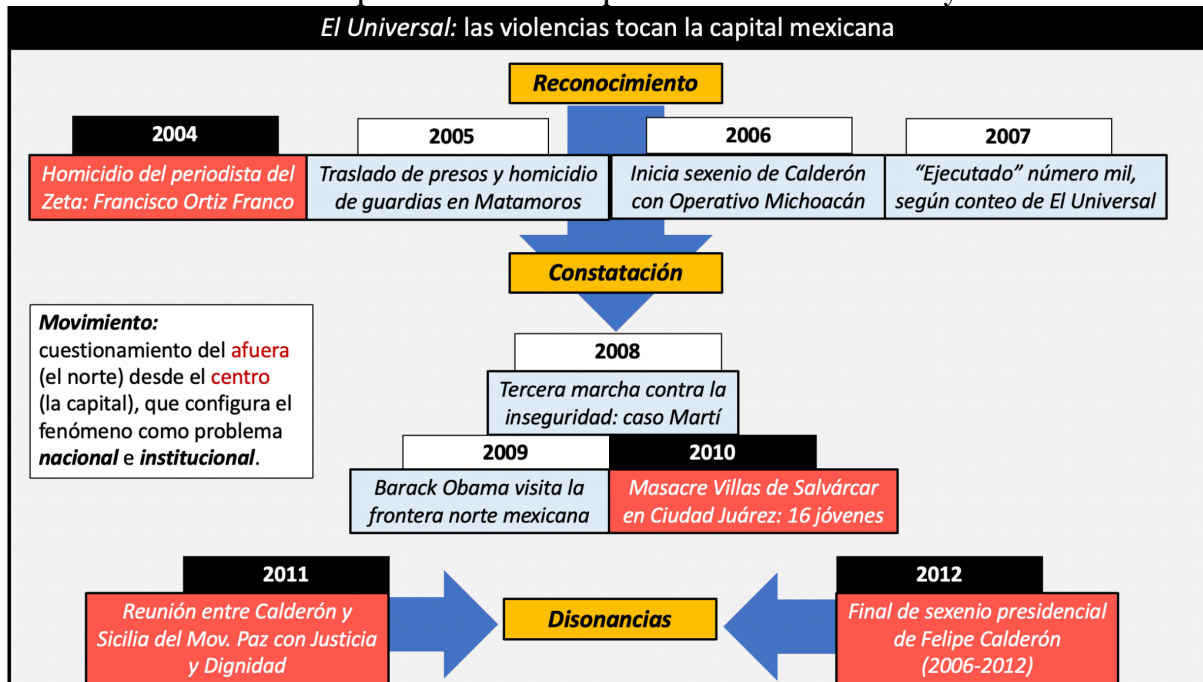 El Universal: las violencias tocan la capital mexicana
Reconocimiento
2004
Homicidio del periodista del
Zeta: Francisco Ortiz Franco
2005
Traslado de presos y homicidio
de guardias en Matamoros
2006
Inicia sexenio de Calderón
con Operativo Michoacán
2007
“Ejecutado” número mil,
según conteo de El Universal
Constatación
Movimiento:
cuestionamiento del afuera
(el norte) desde el centro
(la capital), que configura el
fenómeno como problema
nacional e institucional.
2008
Tercera marcha contra la
inseguridad: caso Martí
2009
Barack Obama visita la
frontera norte mexicana
2010
Masacre Villas de Salvárcar
en Ciudad Juárez: 16 jóvenes
2011
Reunión entre Calderón y
Sicilia del Mov. Paz con Justicia
y Dignidad
Disonancias
2012
Final de sexenio presidencial
de Felipe Calderón
(2006-2012)